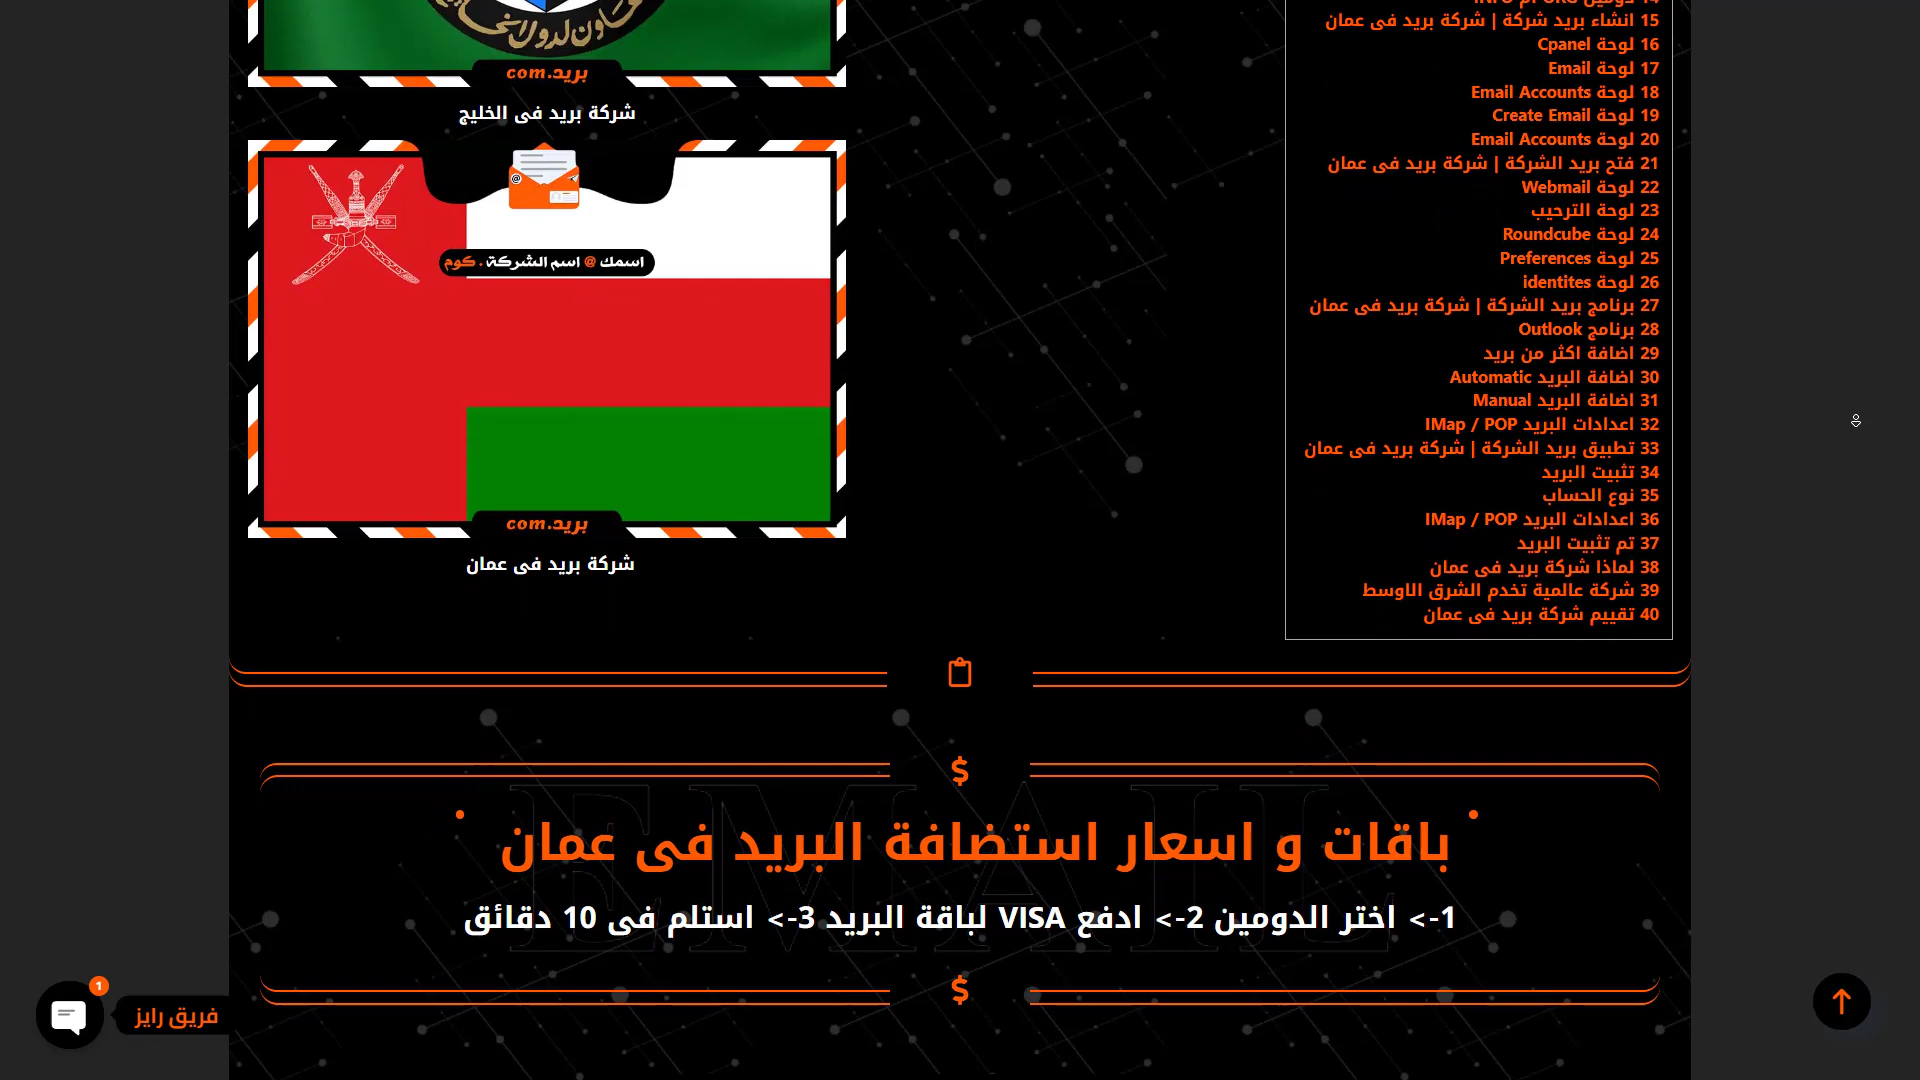 بريد.com
شركة بريد فى الخليج
اسمك @ اسم الشركة . كوم
بريد.com
شركة بريد فى عمان
15 انشاء بريد شركة | شركة بريد فى عمان
16 لوحة Cpanel
17 لوحة Email
18 لوحة Email Accounts
19 لوحة Create Email
20 لوحة Email Accounts
21 فتح بريد الشركة | شركة بريد فى عمان
22 لوحة Webmail
23 لوحة الترحيب
24 لوحة Roundcube
25 لوحة Preferences
26 لوحة identites
27 برنامج بريد الشركة | شركة بريد فى عمان
28 برنامج Outlook
29 اضافة اكثر من بريد
30 اضافة البريد Automatic
31 اضافة البريد Manual
32 اعدادات البريد IMap / POP
33 تطبيق بريد الشركة | شركة بريد فى عمان
34 تثبيت البريد
35 نوع الحساب
36 اعدادات البريد IMap / POP
37 تم تثبيت البريد
38 لماذا شركة بريد فى عمان
39 شركة عالمية تخدم الشرق الاوسط
40 تقييم شركة بريد فى عمان
$
EMAIL
باقات و اسعار استضافة البريد فى عمان
1-> اختر الدومين 2-> ادفع VISA لباقة البريد 3-> استلم فى 10 دقائق
$
1
فريق رايز